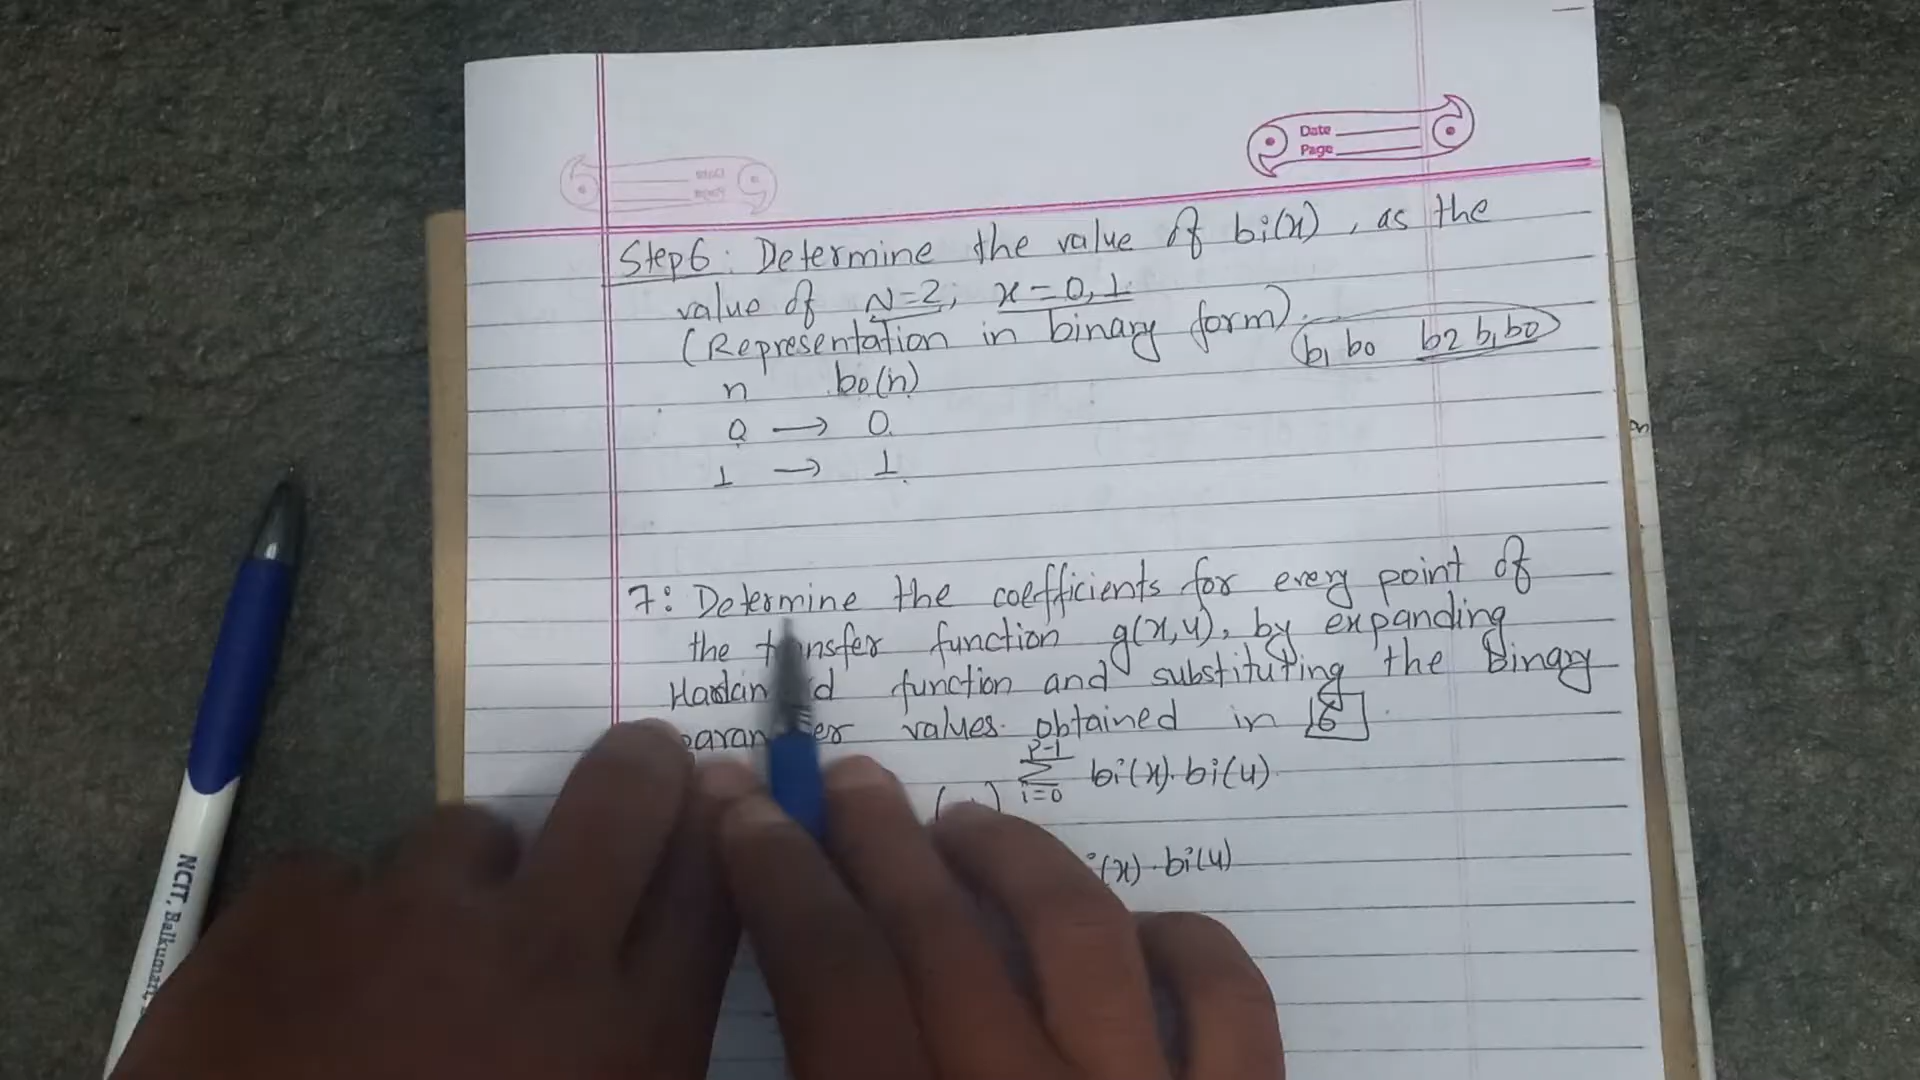 Date
Page
Step6: Determine the value of bi(x), as the
value of N=2, x=0,1.
(Representation in binary form).
b1 b0 b2 b1 b0
n b0(n)
0 → 0
1 → 1
7: Determine the coefficients for every point of
the function g(x,u), by expanding
function and substituting the Binary
values obtained in 6
P-1
Σ bi(x).bi(u)
i=0
(x).bi(u)
NCIT, Balkumari,